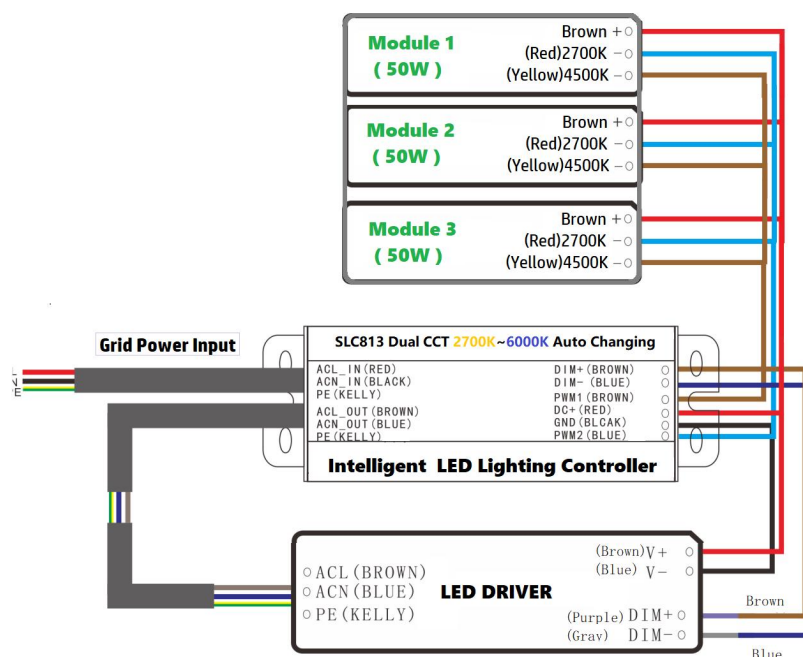 Module 1
( 50W )
Brown +
(Red)2700K -
(Yellow)4500K -
Module 2
( 50W )
Brown +
(Red)2700K -
(Yellow)4500K -
Module 3
( 50W )
Brown +
(Red)2700K -
(Yellow)4500K -
Grid Power Input
E
SLC813 Dual CCT 2700K~6000K Auto Changing
ACL_IN(RED)
ACN_IN(BLACK)
PE(KELLY)
ACL_OUT(BROWN)
ACN_OUT(BLUE)
PE(KELLY)
DIM+(BROWN)
DIM- (BLUE)
PWM1(BROWN)
DC+(RED)
GND(BLCAK)
PWM2(BLUE)
Intelligent LED Lighting Controller
ACL(BROWN)
ACN(BLUE)
PE(KELLY)
LED DRIVER
(Brown)V+
(Blue) V-
(Purple) DIM+
(Grav) DIM-
Brown
Blue